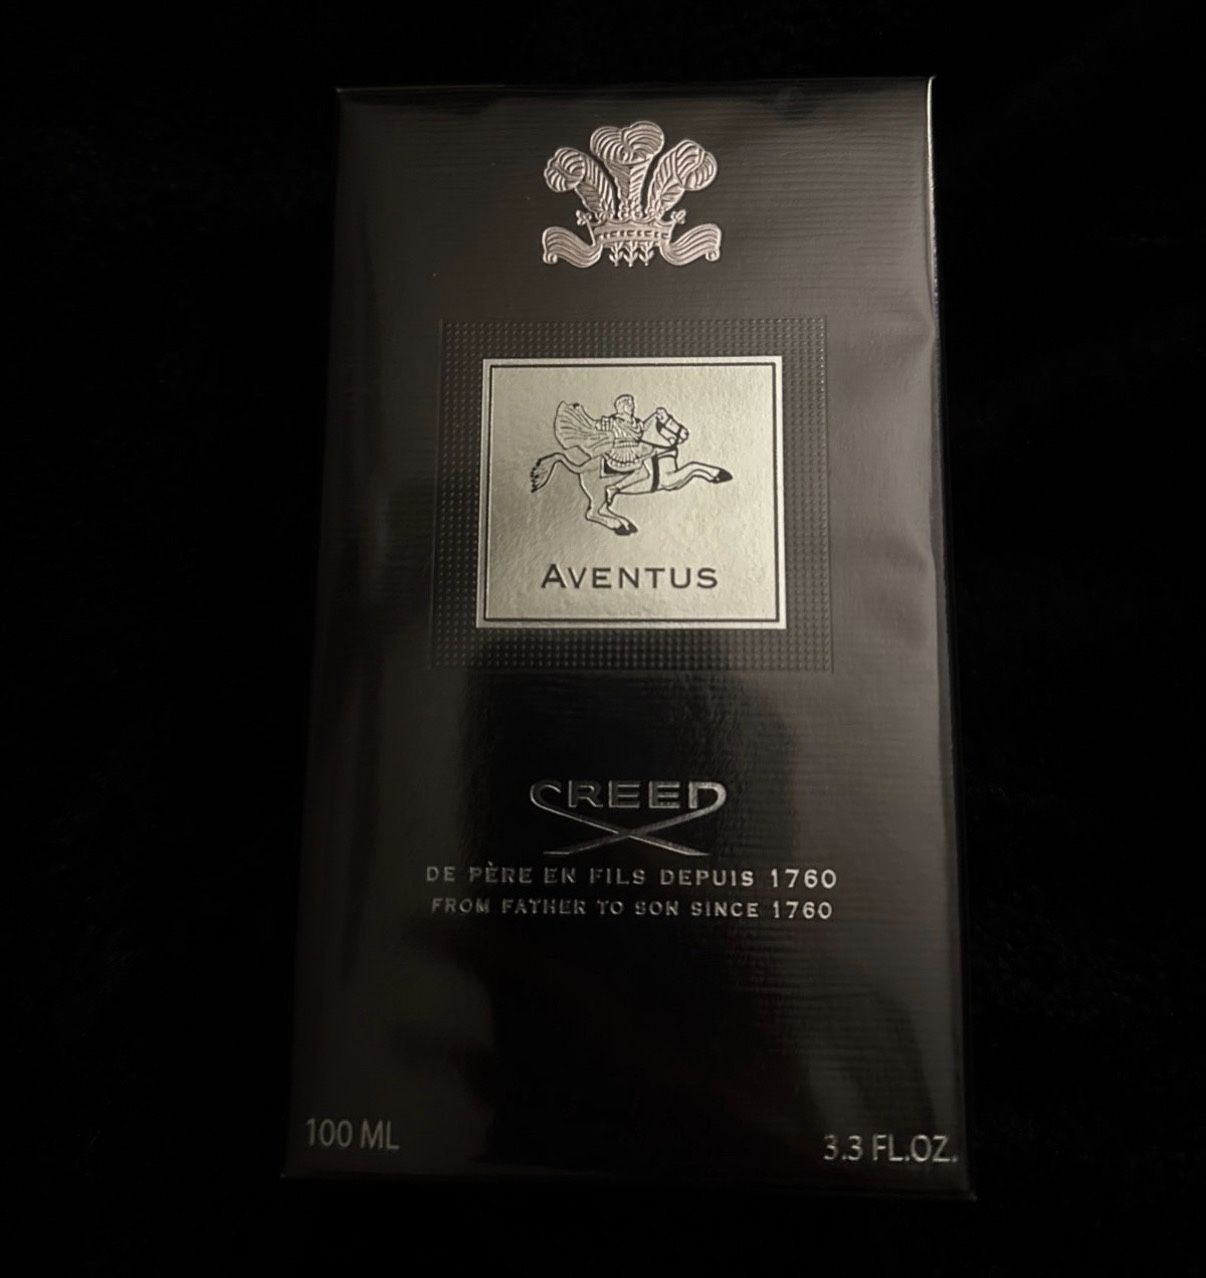 AVENTUS
CREED
DE PÈRE EN FILS DEPUIS 1760
FROM FATHER TO SON SINCE 1760
100 ML
3.3 FL.OZ.